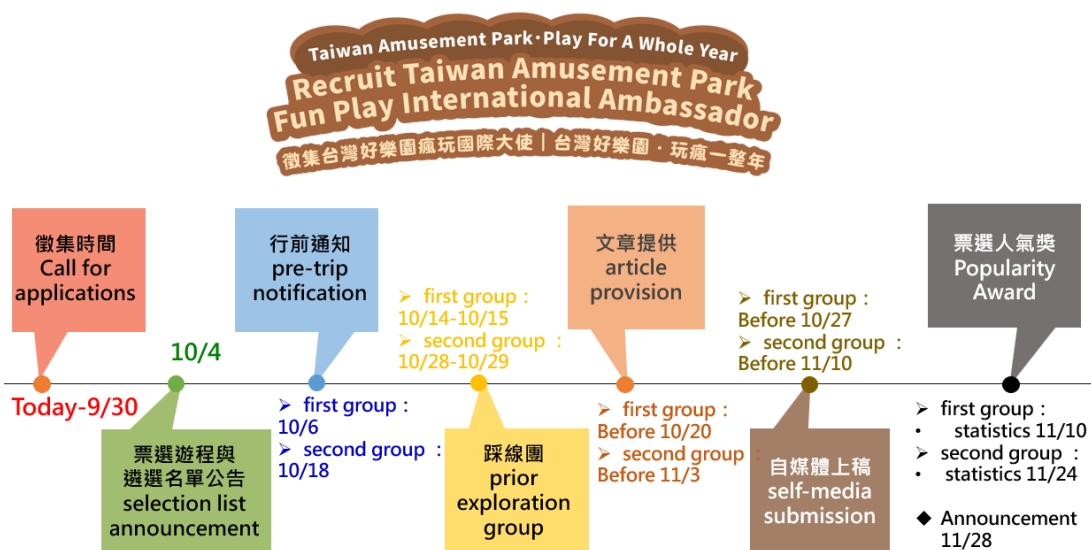 Taiwan Amusement Park·Play For A Whole Year
Recruit Taiwan Amusement Park
Fun Play International Ambassador
徵集台灣好樂園瘋玩國際大使｜台灣好樂園·玩瘋一整年
徵集時間
Call for
applications
Today-9/30
10/4
票選遊程與
遴選名單公告
selection list
announcement
行前通知
pre-trip
notification
➢ first group：
10/6
➢ second group：
10/18
➢ first group：
10/14-10/15
➢ second group：
10/28-10/29
踩線團
prior
exploration
group
文章提供
article
provision
➢ first group：
Before 10/20
➢ second group：
Before 11/3
➢ first group：
Before 10/27
➢ second group：
Before 11/10
自媒體上稿
self-media
submission
票選人氣獎
Popularity
Award
➢ first group：
• statistics 11/10
➢ second group：
• statistics 11/24
◆ Announcement
11/28